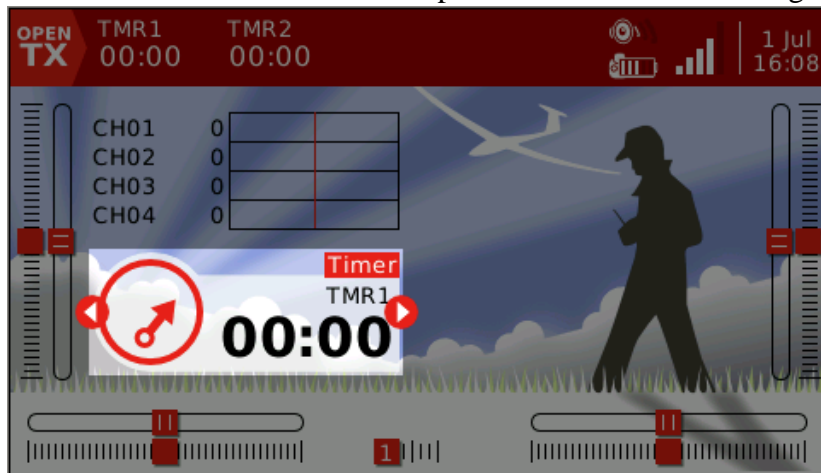 OPEN
TX
TMR1
00:00
TMR2
00:00
1 Jul
16:08
CH01 0
CH02 0
CH03 0
CH04 0
Timer
TMR1
00:00
1